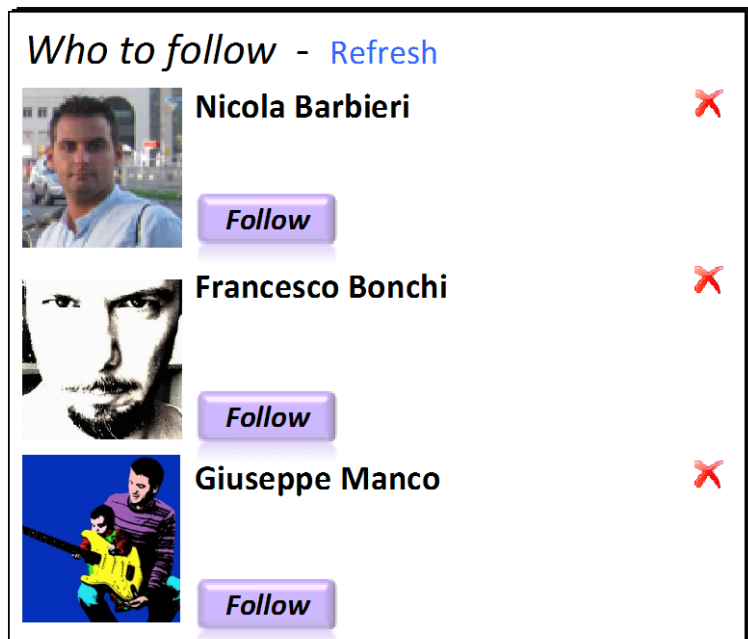 Who to follow - Refresh
Nicola Barbieri
Follow
Francesco Bonchi
Follow
Giuseppe Manco
Follow